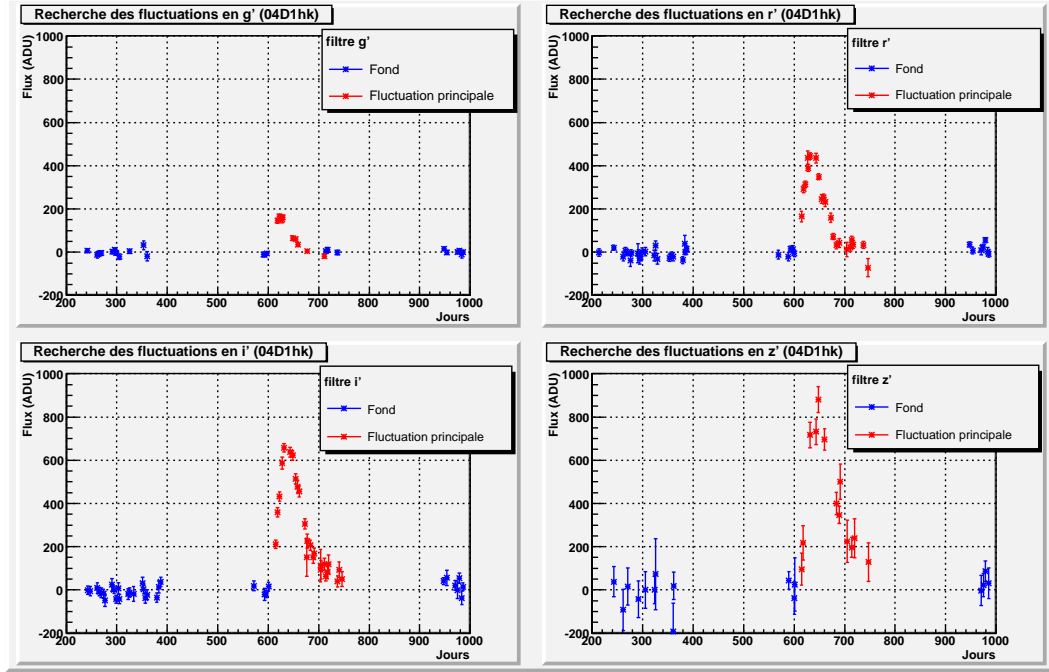 Recherche des fluctuations en g' (04D1hk)
Flux (ADU)
1000
800
600
400
200
0
-200
filtre g'
Fond
Fluctuation principale
200 300 400 500 600 700 800 900 1000
Jours
Recherche des fluctuations en r' (04D1hk)
Flux (ADU)
1000
800
600
400
200
0
-200
filtre r'
Fond
Fluctuation principale
200 300 400 500 600 700 800 900 1000
Jours
Recherche des fluctuations en i' (04D1hk)
Flux (ADU)
1000
800
600
400
200
0
-200
filtre i'
Fond
Fluctuation principale
200 300 400 500 600 700 800 900 1000
Jours
Recherche des fluctuations en z' (04D1hk)
Flux (ADU)
1000
800
600
400
200
0
-200
filtre z'
Fond
Fluctuation principale
200 300 400 500 600 700 800 900 1000
Jours